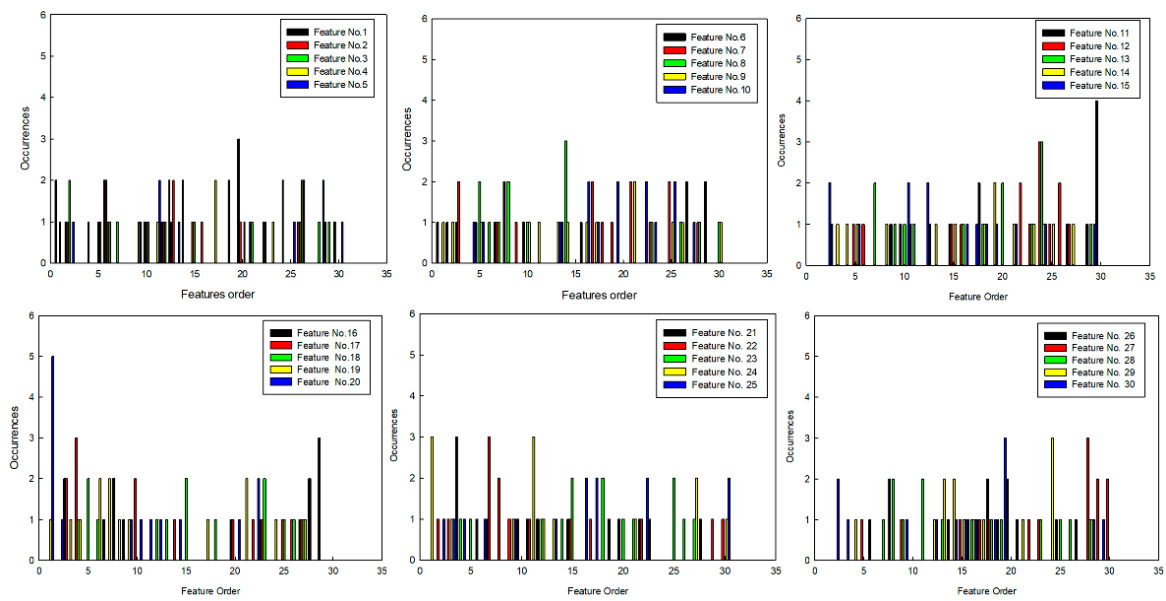 6
5
4
3
2
1
0
Occurrences
0 5 10 15 20 25 30 35
Features order
Feature No.1
Feature No.2
Feature No.3
Feature No.4
Feature No.5
6
5
4
3
2
1
0
Occurrences
0 5 10 15 20 25 30 35
Features order
Feature No.6
Feature No.7
Feature No.8
Feature No.9
Feature No. 10
6
5
4
3
2
1
0
Occurrences
0 5 10 15 20 25 30 35
Feature Order
Feature No. 11
Feature No. 12
Feature No. 13
Feature No. 14
Feature No. 15
6
5
4
3
2
1
0
Occurrences
0 5 10 15 20 25 30 35
Feature Order
Feature No.16
Feature No.17
Feature No.18
Feature No.19
Feature No.20
6
5
4
3
2
1
0
Occurrences
0 5 10 15 20 25 30 35
Feature Order
Feature No. 21
Feature No. 22
Feature No. 23
Feature No. 24
Feature No. 25
6
5
4
3
2
1
0
Occurrences
0 5 10 15 20 25 30 35
Feature Order
Feature No. 26
Feature No. 27
Feature No. 28
Feature No. 29
Feature No. 30